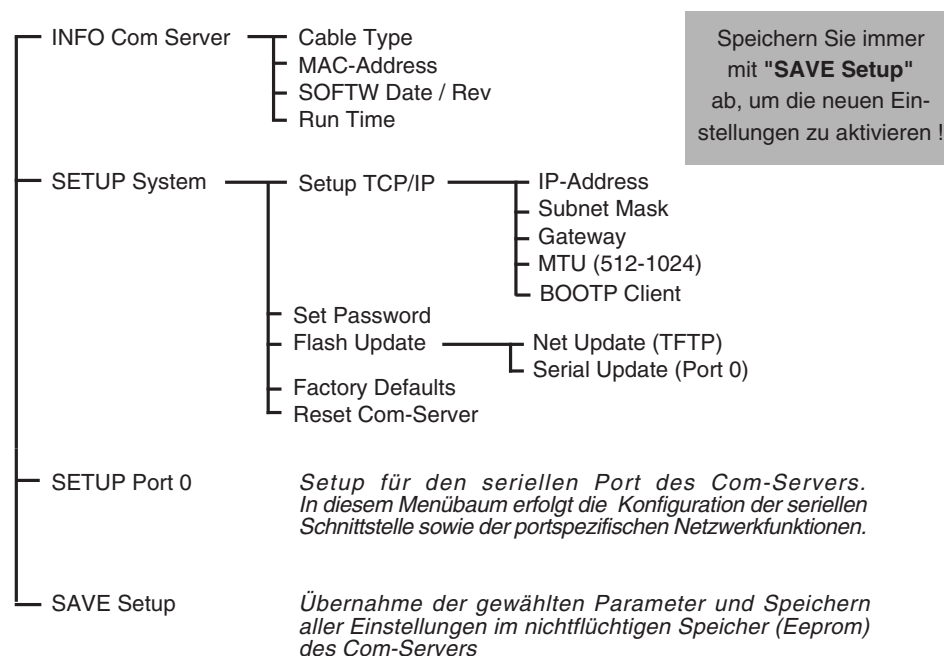 INFO Com Server
Cable Type
MAC-Address
SOFTW Date / Rev
Run Time
Speichern Sie immer
mit "SAVE Setup"
ab, um die neuen Ein-
stellungen zu aktivieren !
SETUP System
Setup TCP/IP
IP-Address
Subnet Mask
Gateway
MTU (512-1024)
BOOTP Client
Set Password
Flash Update
Net Update (TFTP)
Serial Update (Port 0)
Factory Defaults
Reset Com-Server
SETUP Port 0
Setup für den seriellen Port des Com-Servers.
In diesem Menübaum erfolgt die Konfiguration der seriellen
Schnittstelle sowie der portspezifischen Netzwerkfunktionen.
SAVE Setup
Übernahme der gewählten Parameter und Speichern
aller Einstellungen im nichtflüchtigen Speicher (Eeprom)
des Com-Servers